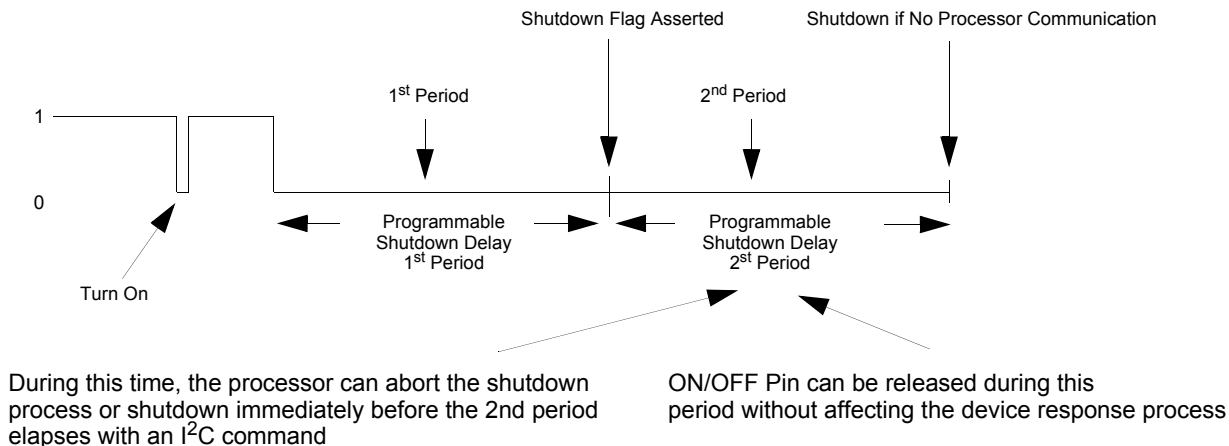 Shutdown Flag Asserted
Shutdown if No Processor Communication
1st Period
2nd Period
1
0
Programmable
Shutdown Delay
1st Period
Programmable
Shutdown Delay
2st Period
Turn On
During this time, the processor can abort the shutdown
process or shutdown immediately before the 2nd period
elapses with an I2C command
ON/OFF Pin can be released during this
period without affecting the device response process